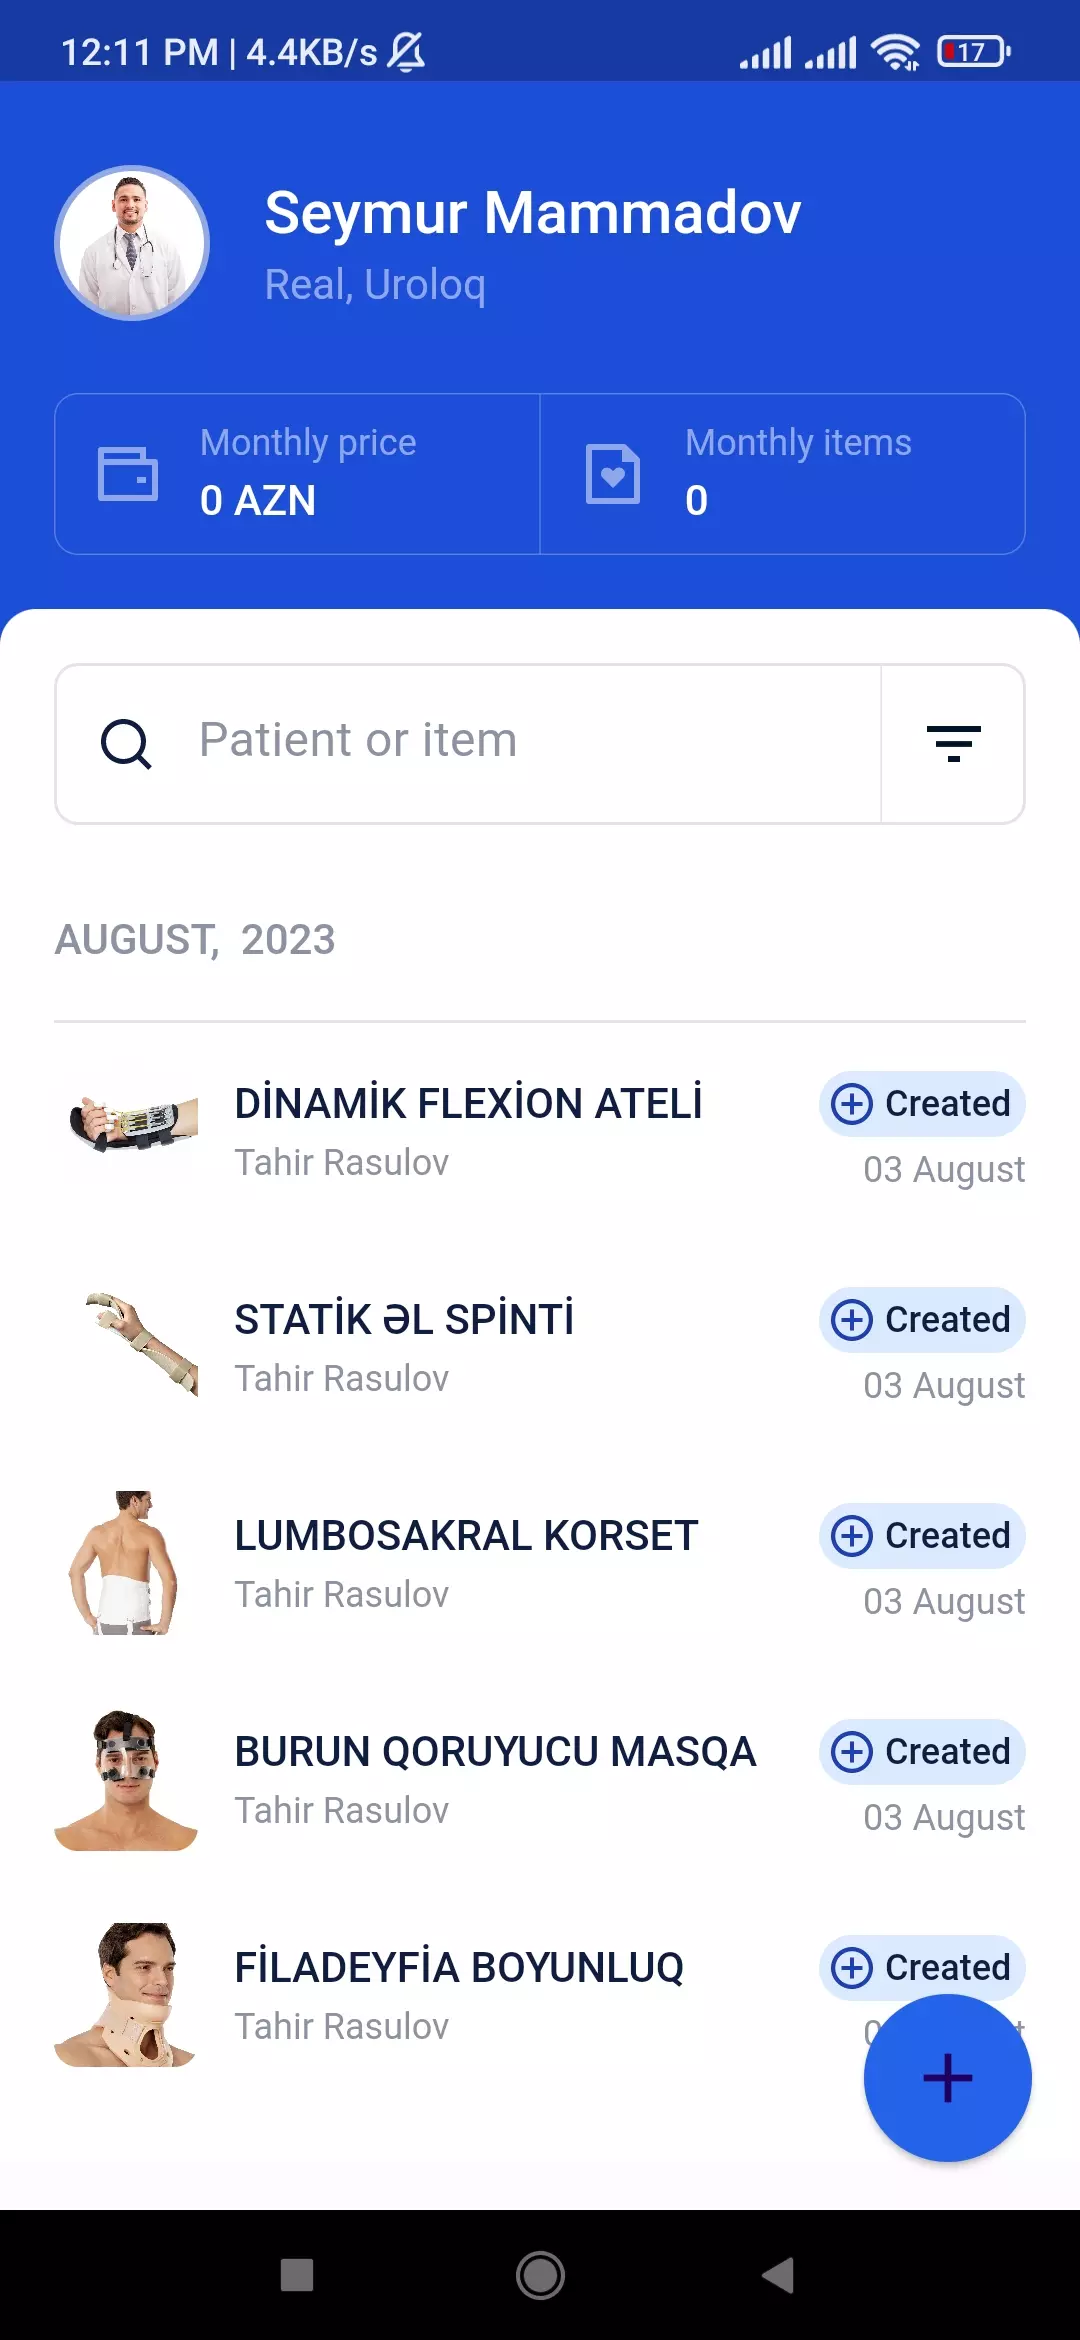 12:11 PM | 4.4KB/s
17
Seymur Mammadov
Real, Uroloq
Monthly price
0 AZN
Monthly items
0
Patient or item
AUGUST, 2023
DİNAMİK FLEXİON ATELİ
Created
Tahir Rasulov
03 August
STATİK ƏL SPİNTİ
Created
Tahir Rasulov
03 August
LUMBOSAKRAL KORSET
Created
Tahir Rasulov
03 August
BURUN QORUYUCU MASQA
Created
Tahir Rasulov
03 August
FİLADEYFİA BOYUNLUQ
Created
Tahir Rasulov